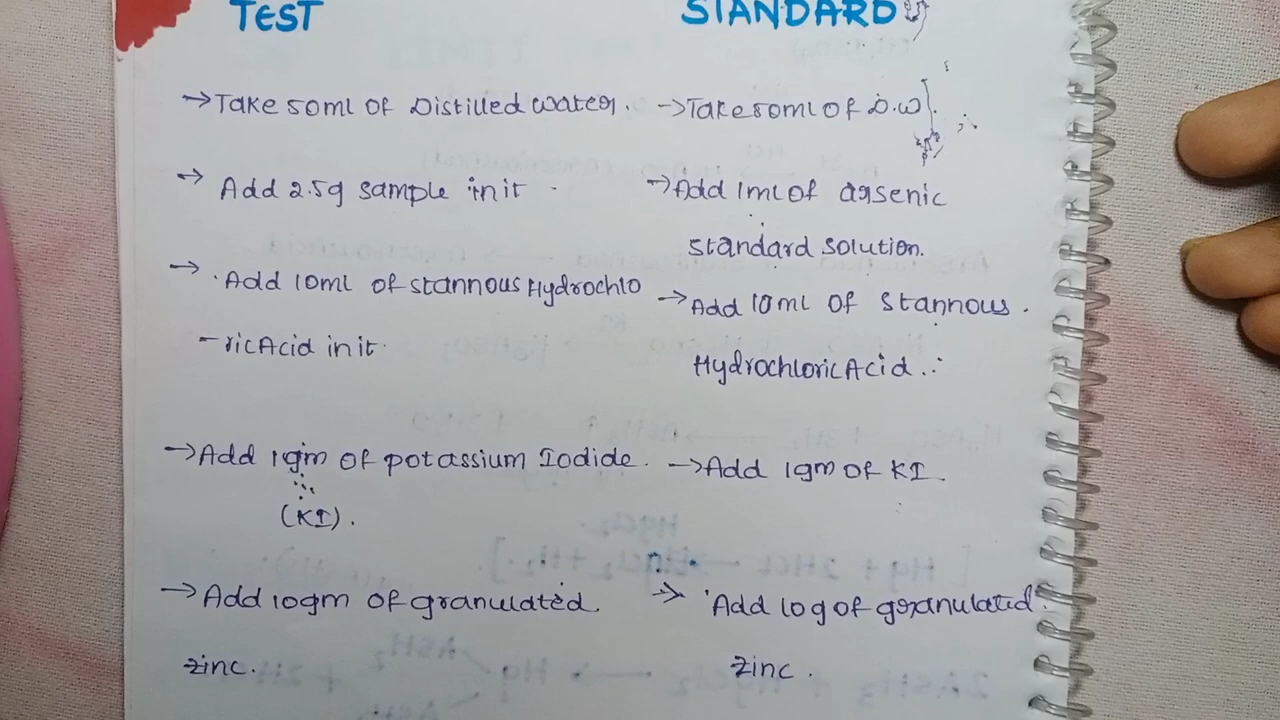 TEST
→Take 50ml of Distilled water.
→ Add 2.5g sample in it.
→ Add 10ml of stannous Hydrochlo
-ric Acid in it.
→Add 1gm of potassium Iodide.
(KI).
→Add 10gm of granulated
zinc.
STANDARD
→Take 50ml of D.W.
→Add 1ml of arsenic
standard solution.
→Add 10ml of Stannous.
Hydrochloric Acid.
→Add 1gm of KI.
→ Add 10g of granulated
zinc.